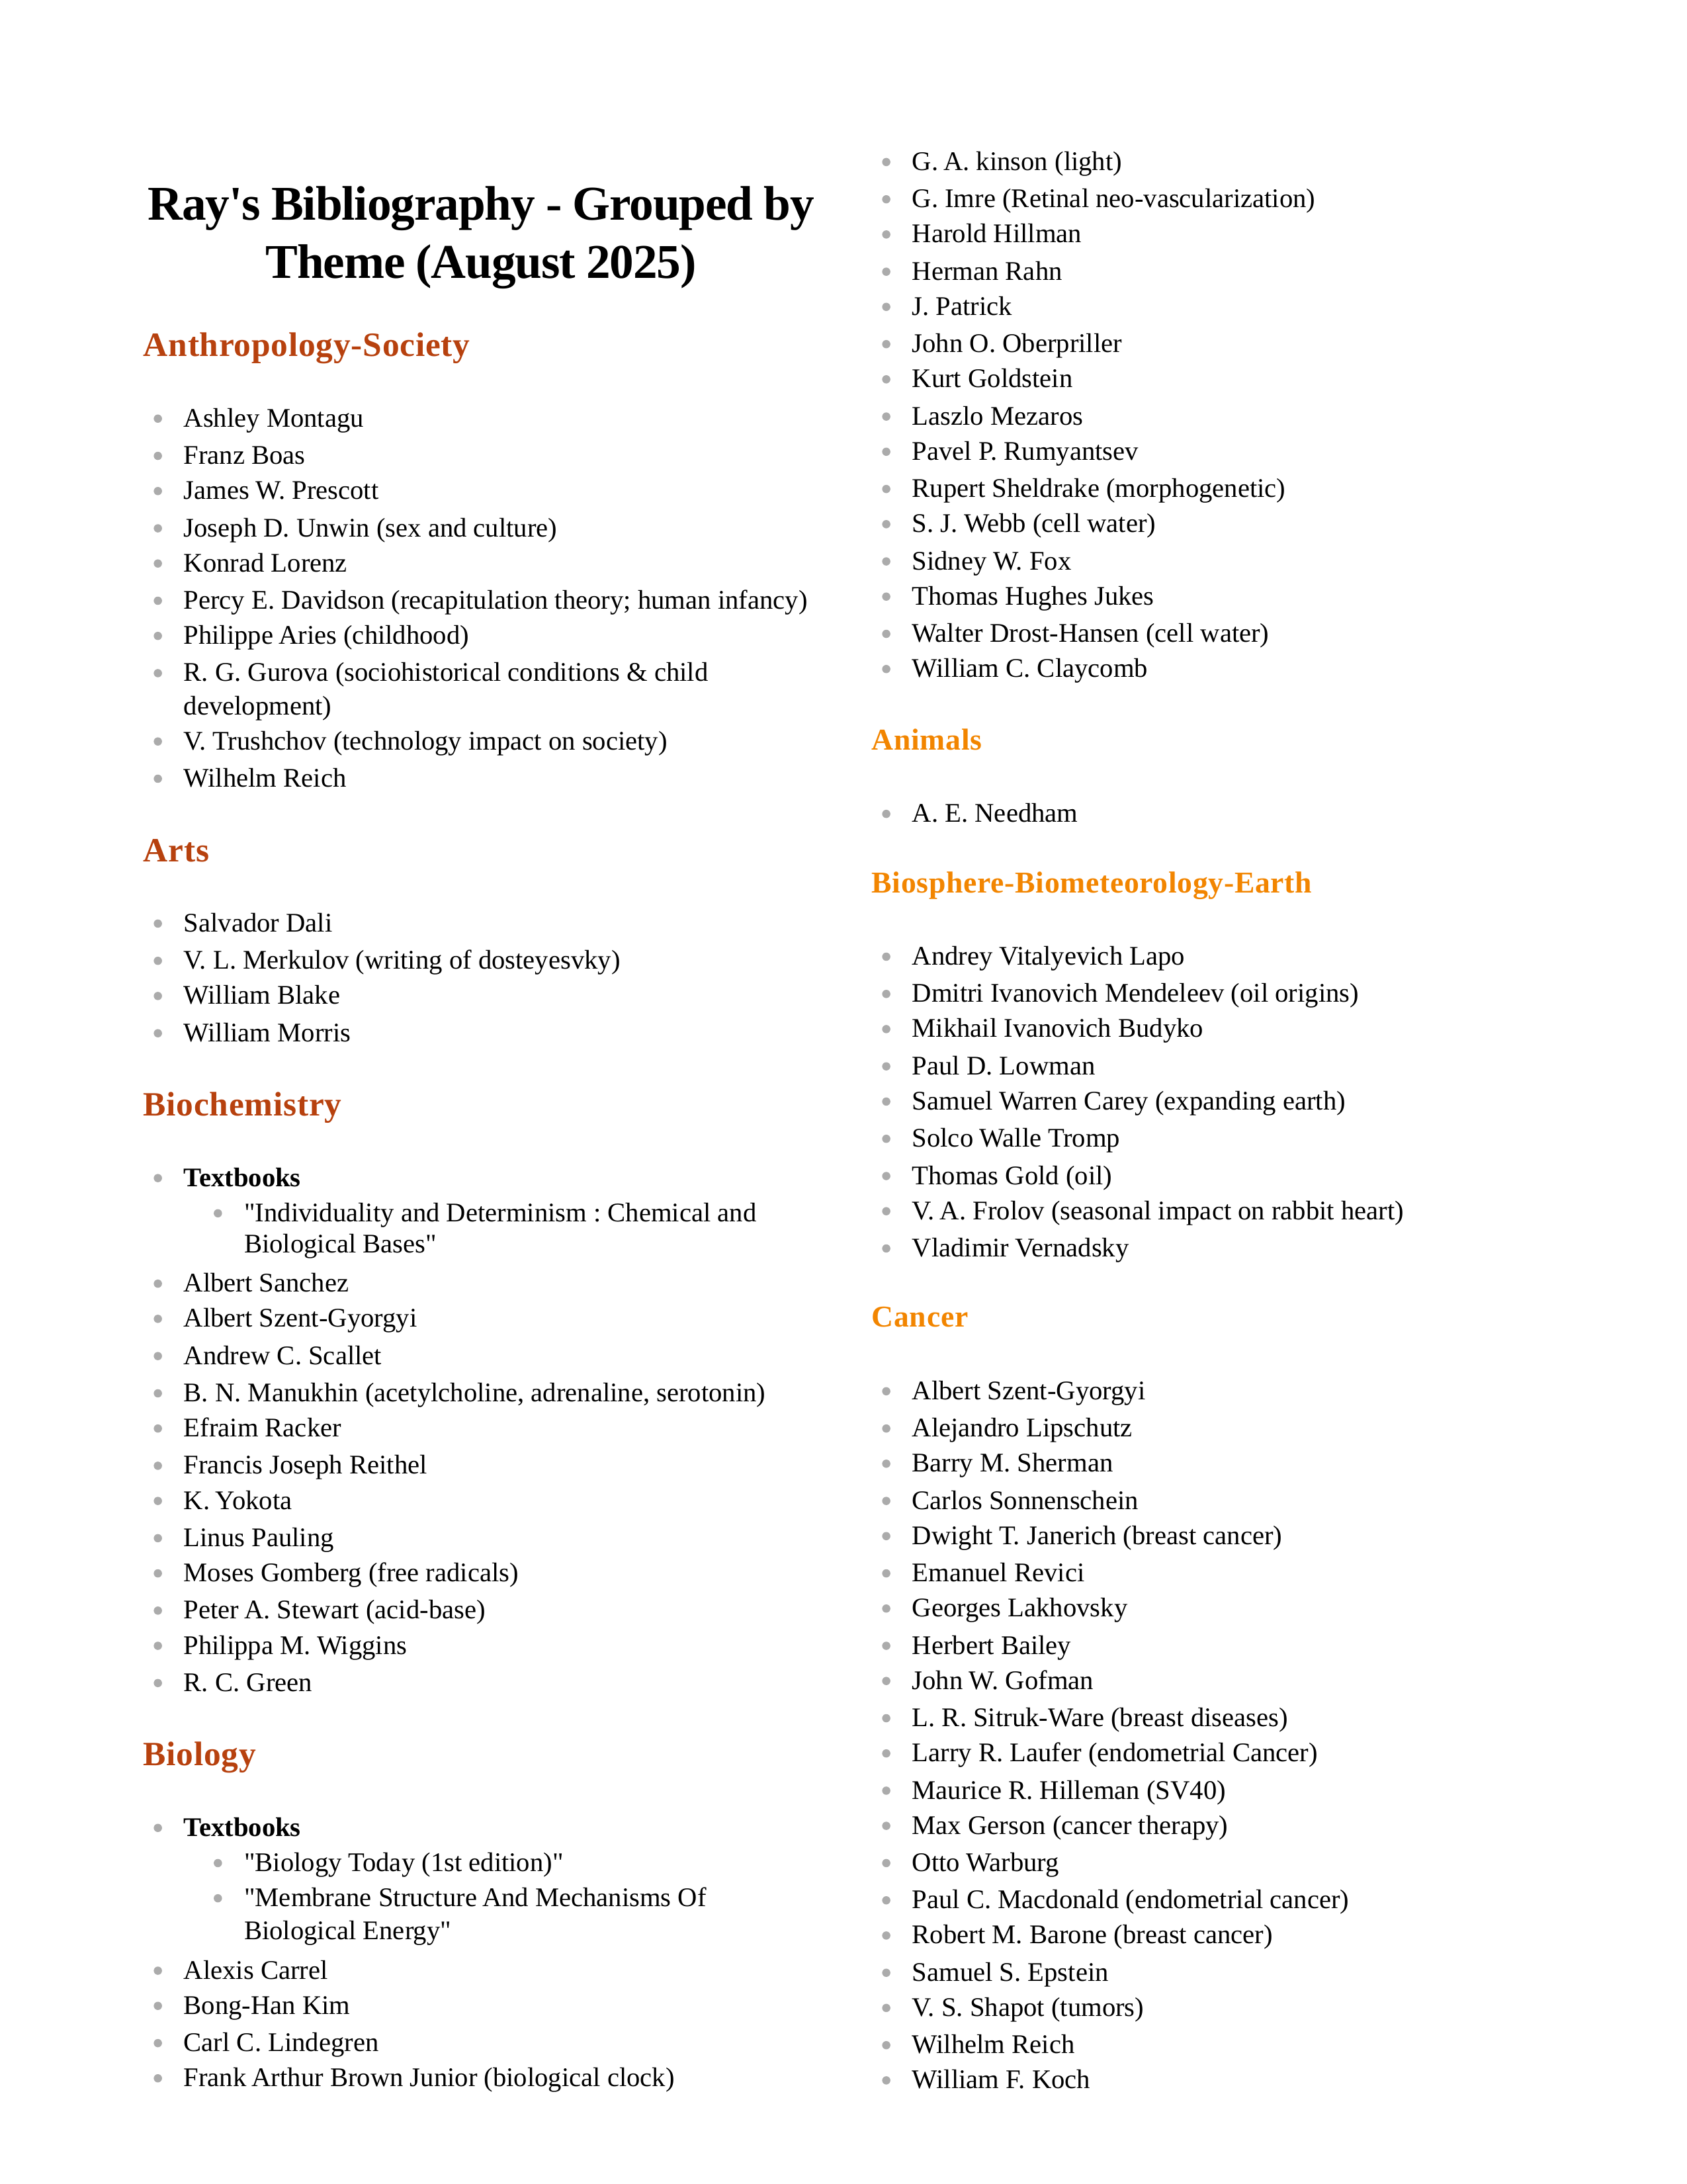 Ray's Bibliography - Grouped by
Theme (August 2025)
Anthropology-Society
Ashley Montagu
Franz Boas
James W. Prescott
Joseph D. Unwin (sex and culture)
Konrad Lorenz
Percy E. Davidson (recapitulation theory; human infancy)
Philippe Aries (childhood)
R. G. Gurova (sociohistorical conditions & child
development)
V. Trushchov (technology impact on society)
Wilhelm Reich
Arts
Salvador Dali
V. L. Merkulov (writing of dosteyesvky)
William Blake
William Morris
Biochemistry
Textbooks
"Individuality and Determinism : Chemical and
Biological Bases"
Albert Sanchez
Albert Szent-Gyorgyi
Andrew C. Scallet
B. N. Manukhin (acetylcholine, adrenaline, serotonin)
Efraim Racker
Francis Joseph Reithel
K. Yokota
Linus Pauling
Moses Gomberg (free radicals)
Peter A. Stewart (acid-base)
Philippa M. Wiggins
R. C. Green
Biology
Textbooks
"Biology Today (1st edition)"
"Membrane Structure And Mechanisms Of
Biological Energy"
Alexis Carrel
Bong-Han Kim
Carl C. Lindegren
Frank Arthur Brown Junior (biological clock)
G. A. kinson (light)
G. Imre (Retinal neo-vascularization)
Harold Hillman
Herman Rahn
J. Patrick
John O. Oberpriller
Kurt Goldstein
Laszlo Mezaros
Pavel P. Rumyantsev
Rupert Sheldrake (morphogenetic)
S. J. Webb (cell water)
Sidney W. Fox
Thomas Hughes Jukes
Walter Drost-Hansen (cell water)
William C. Claycomb
Animals
A. E. Needham
Biosphere-Biometeorology-Earth
Andrey Vitalyevich Lapo
Dmitri Ivanovich Mendeleev (oil origins)
Mikhail Ivanovich Budyko
Paul D. Lowman
Samuel Warren Carey (expanding earth)
Solco Walle Tromp
Thomas Gold (oil)
V. A. Frolov (seasonal impact on rabbit heart)
Vladimir Vernadsky
Cancer
Albert Szent-Gyorgyi
Alejandro Lipschutz
Barry M. Sherman
Carlos Sonnenschein
Dwight T. Janerich (breast cancer)
Emanuel Revici
Georges Lakhovsky
Herbert Bailey
John W. Gofman
L. R. Sitruk-Ware (breast diseases)
Larry R. Laufer (endometrial Cancer)
Maurice R. Hilleman (SV40)
Max Gerson (cancer therapy)
Otto Warburg
Paul C. Macdonald (endometrial cancer)
Robert M. Barone (breast cancer)
Samuel S. Epstein
V. S. Shapot (tumors)
Wilhelm Reich
William F. Koch